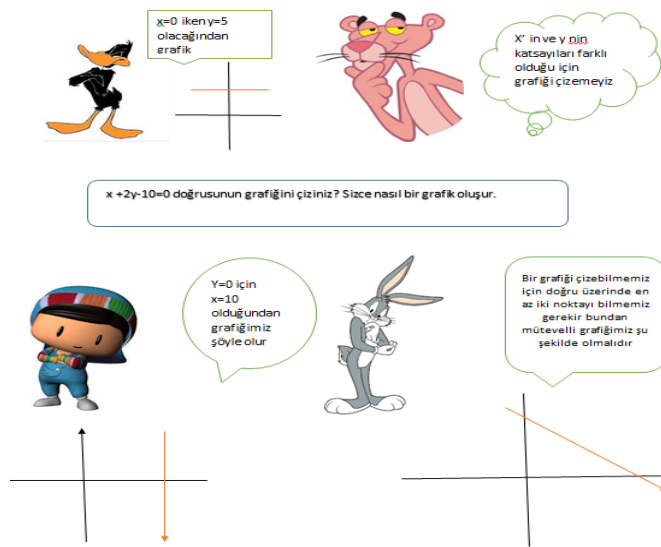 x=0 iken y=5
olacağından
grafik
X' in ve y nin
katsayıları farklı
olduğu için
grafiği çizemeyiz
x +2y-10=0 doğrusunun grafiğini çiziniz? Sizce nasıl bir grafik oluşur.
Y=0 için
x=10
olduğundan
grafiğimiz
şöyle olur
Bir grafiği çizebilmemiz
için doğru üzerinde en
az iki noktayı bilmemiz
gerekir bundan
mütevelli grafiğimiz şu
şekilde olmalıdır